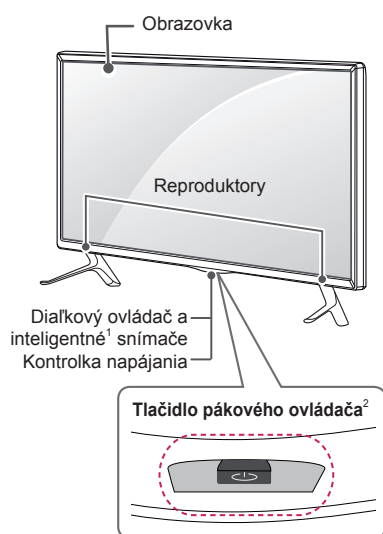 Obrazovka
Reproduktory
Diaľkový ovládač a
inteligentné¹ snímače
Kontrolka napájania
Tlačidlo pákového ovládača²